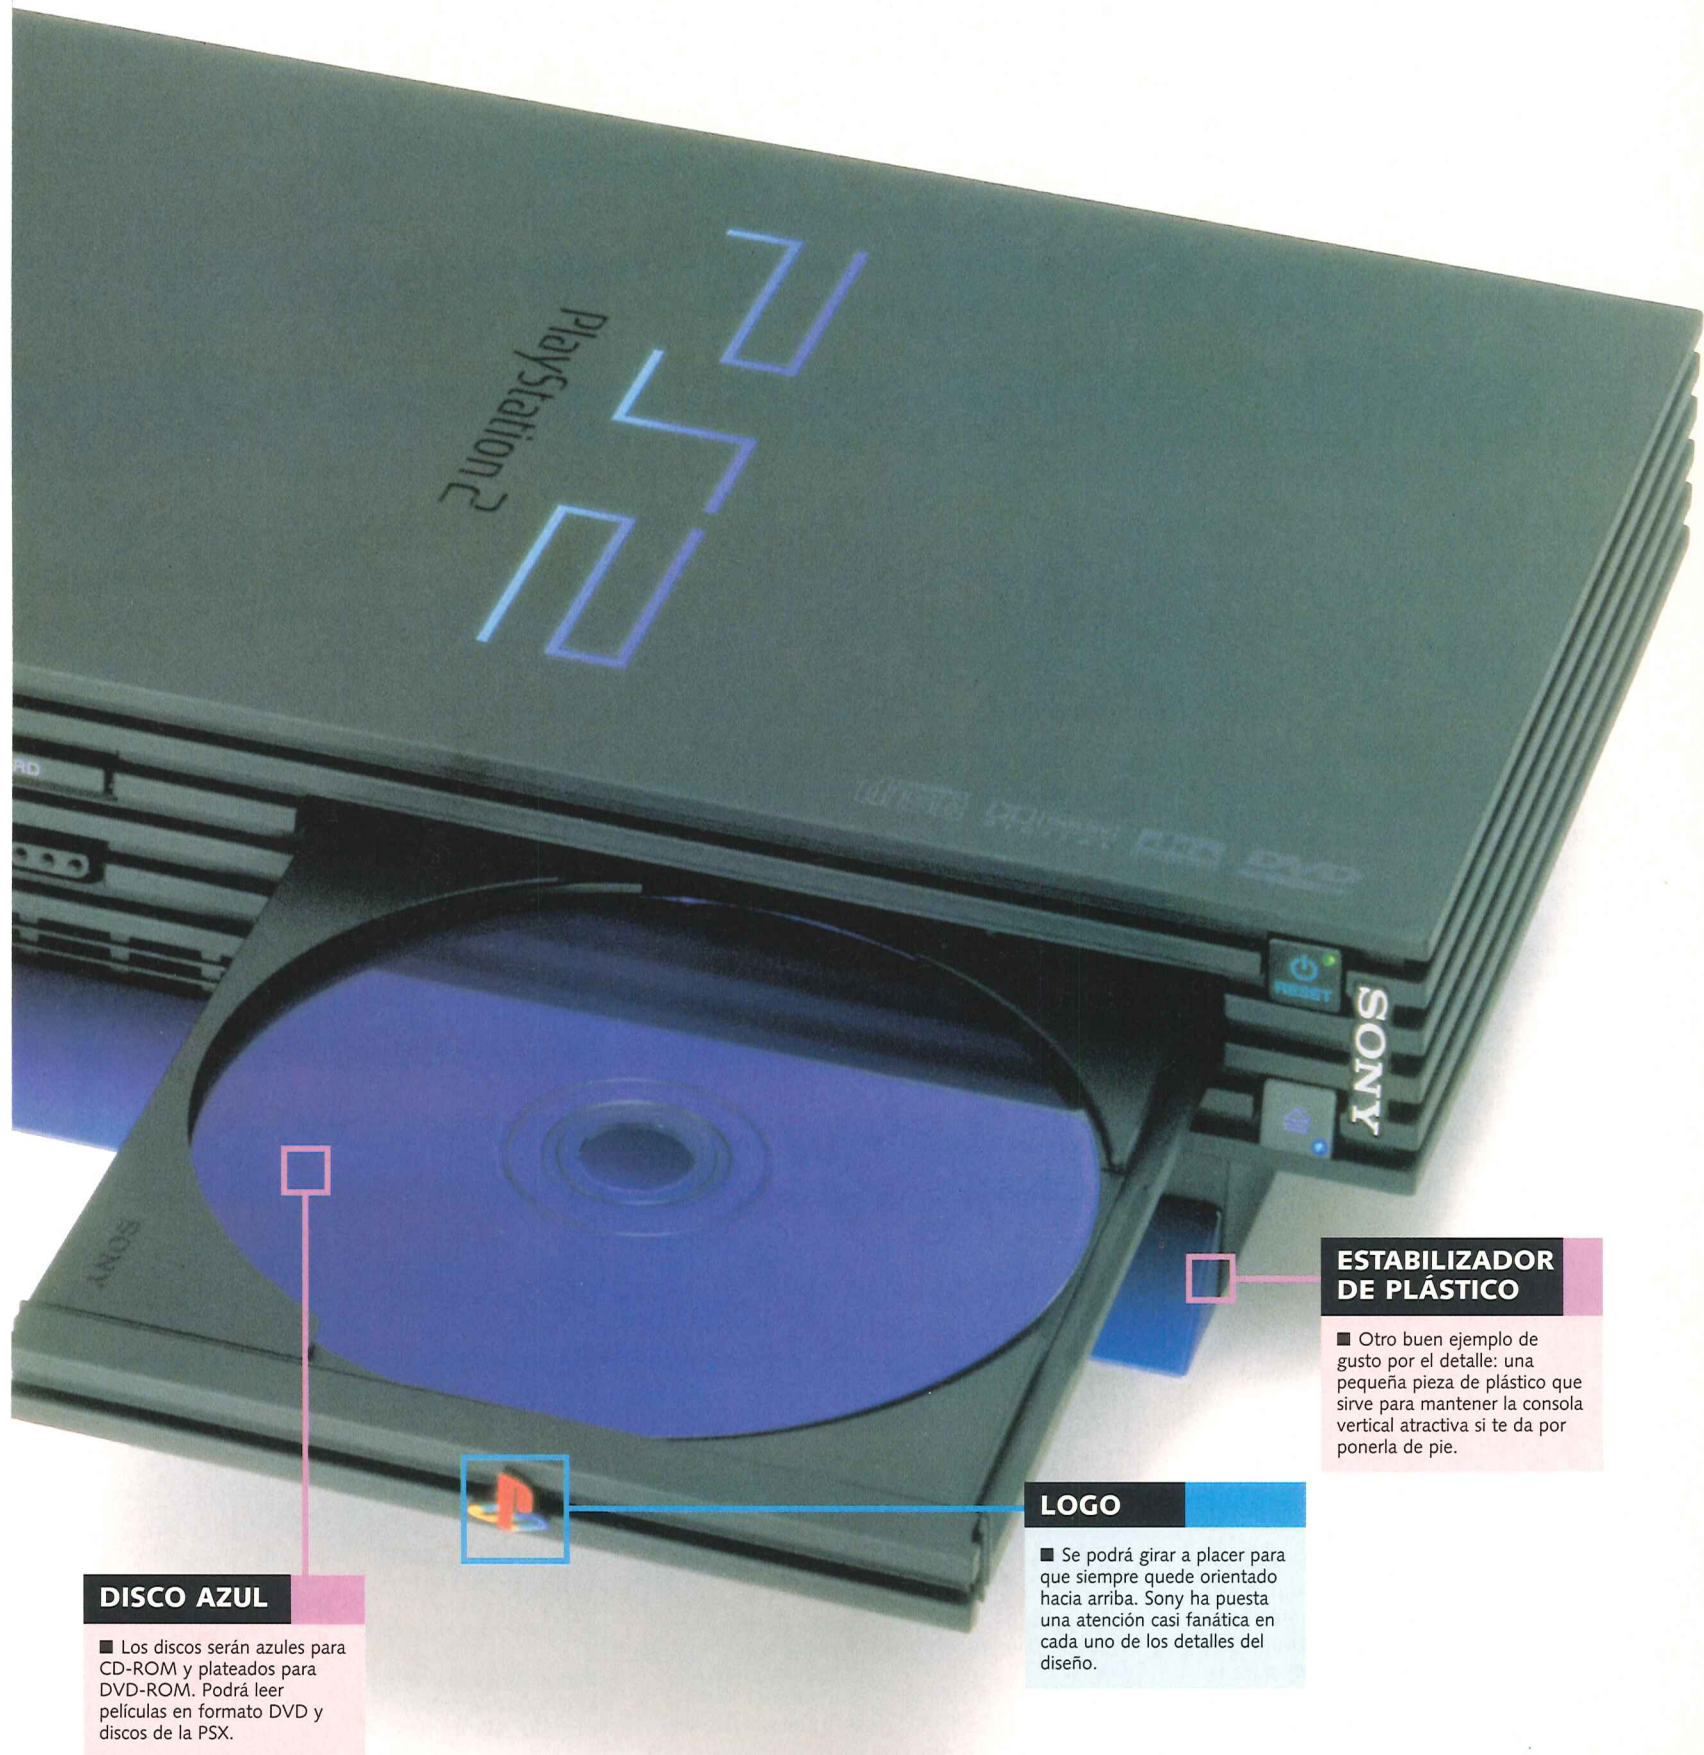 PS2
PlayStation 2
DVD
RESET
SONY
SONY
ESTABILIZADOR
DE PLÁSTICO
■ Otro buen ejemplo de
gusto por el detalle: una
pequeña pieza de plástico que
sirve para mantener la consola
vertical atractiva si te da por
ponerla de pie.
LOGO
■ Se podrá girar a placer para
que siempre quede orientado
hacia arriba. Sony ha puesta
una atención casi fanática en
cada uno de los detalles del
diseño.
DISCO AZUL
■ Los discos serán azules para
CD-ROM y plateados para
DVD-ROM. Podrá leer
películas en formato DVD y
discos de la PSX.